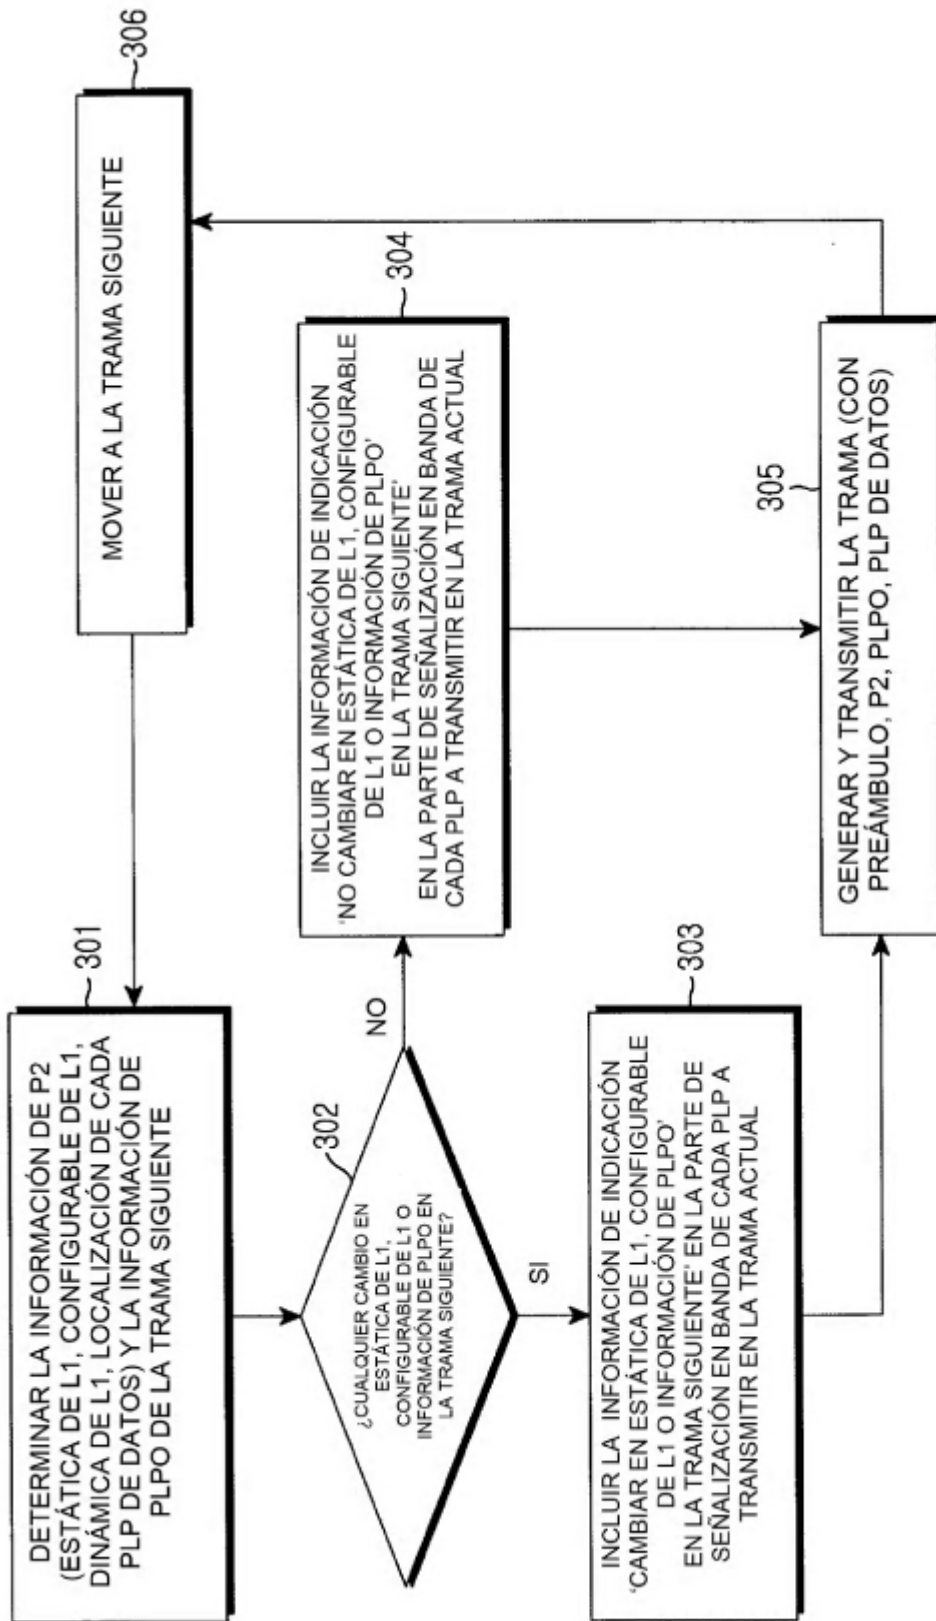 301
DETERMINAR LA INFORMACIÓN DE P2
(ESTÁTICA DE L1, CONFIGURABLE DE L1,
DINÁMICA DE L1, LOCALIZACIÓN DE CADA
PLP DE DATOS) Y LA INFORMACIÓN DE
PLPO DE LA TRAMA SIGUIENTE
302
¿CUALQUIER CAMBIO EN
ESTÁTICA DE L1,
CONFIGURABLE DE L1 O
INFORMACIÓN DE PLPO EN
LA TRAMA SIGUIENTE?
NO
SI
303
INCLUIR LA INFORMACIÓN DE INDICACIÓN
'CAMBIAR EN ESTÁTICA DE L1, CONFIGURABLE
DE L1 O INFORMACIÓN DE PLPO'
EN LA TRAMA SIGUIENTE' EN LA PARTE DE
SEÑALIZACIÓN EN BANDA DE CADA PLP A
TRANSMITIR EN LA TRAMA ACTUAL
304
INCLUIR LA INFORMACIÓN DE INDICACIÓN
'NO CAMBIAR EN ESTÁTICA DE L1, CONFIGURABLE
DE L1 O INFORMACIÓN DE PLPO'
EN LA TRAMA SIGUIENTE'
EN LA PARTE DE SEÑALIZACIÓN EN BANDA DE
CADA PLP A TRANSMITIR EN LA TRAMA ACTUAL
305
GENERAR Y TRANSMITIR LA TRAMA (CON
PREÁMBULO, P2, PLPO, PLP DE DATOS)
306
MOVER A LA TRAMA SIGUIENTE